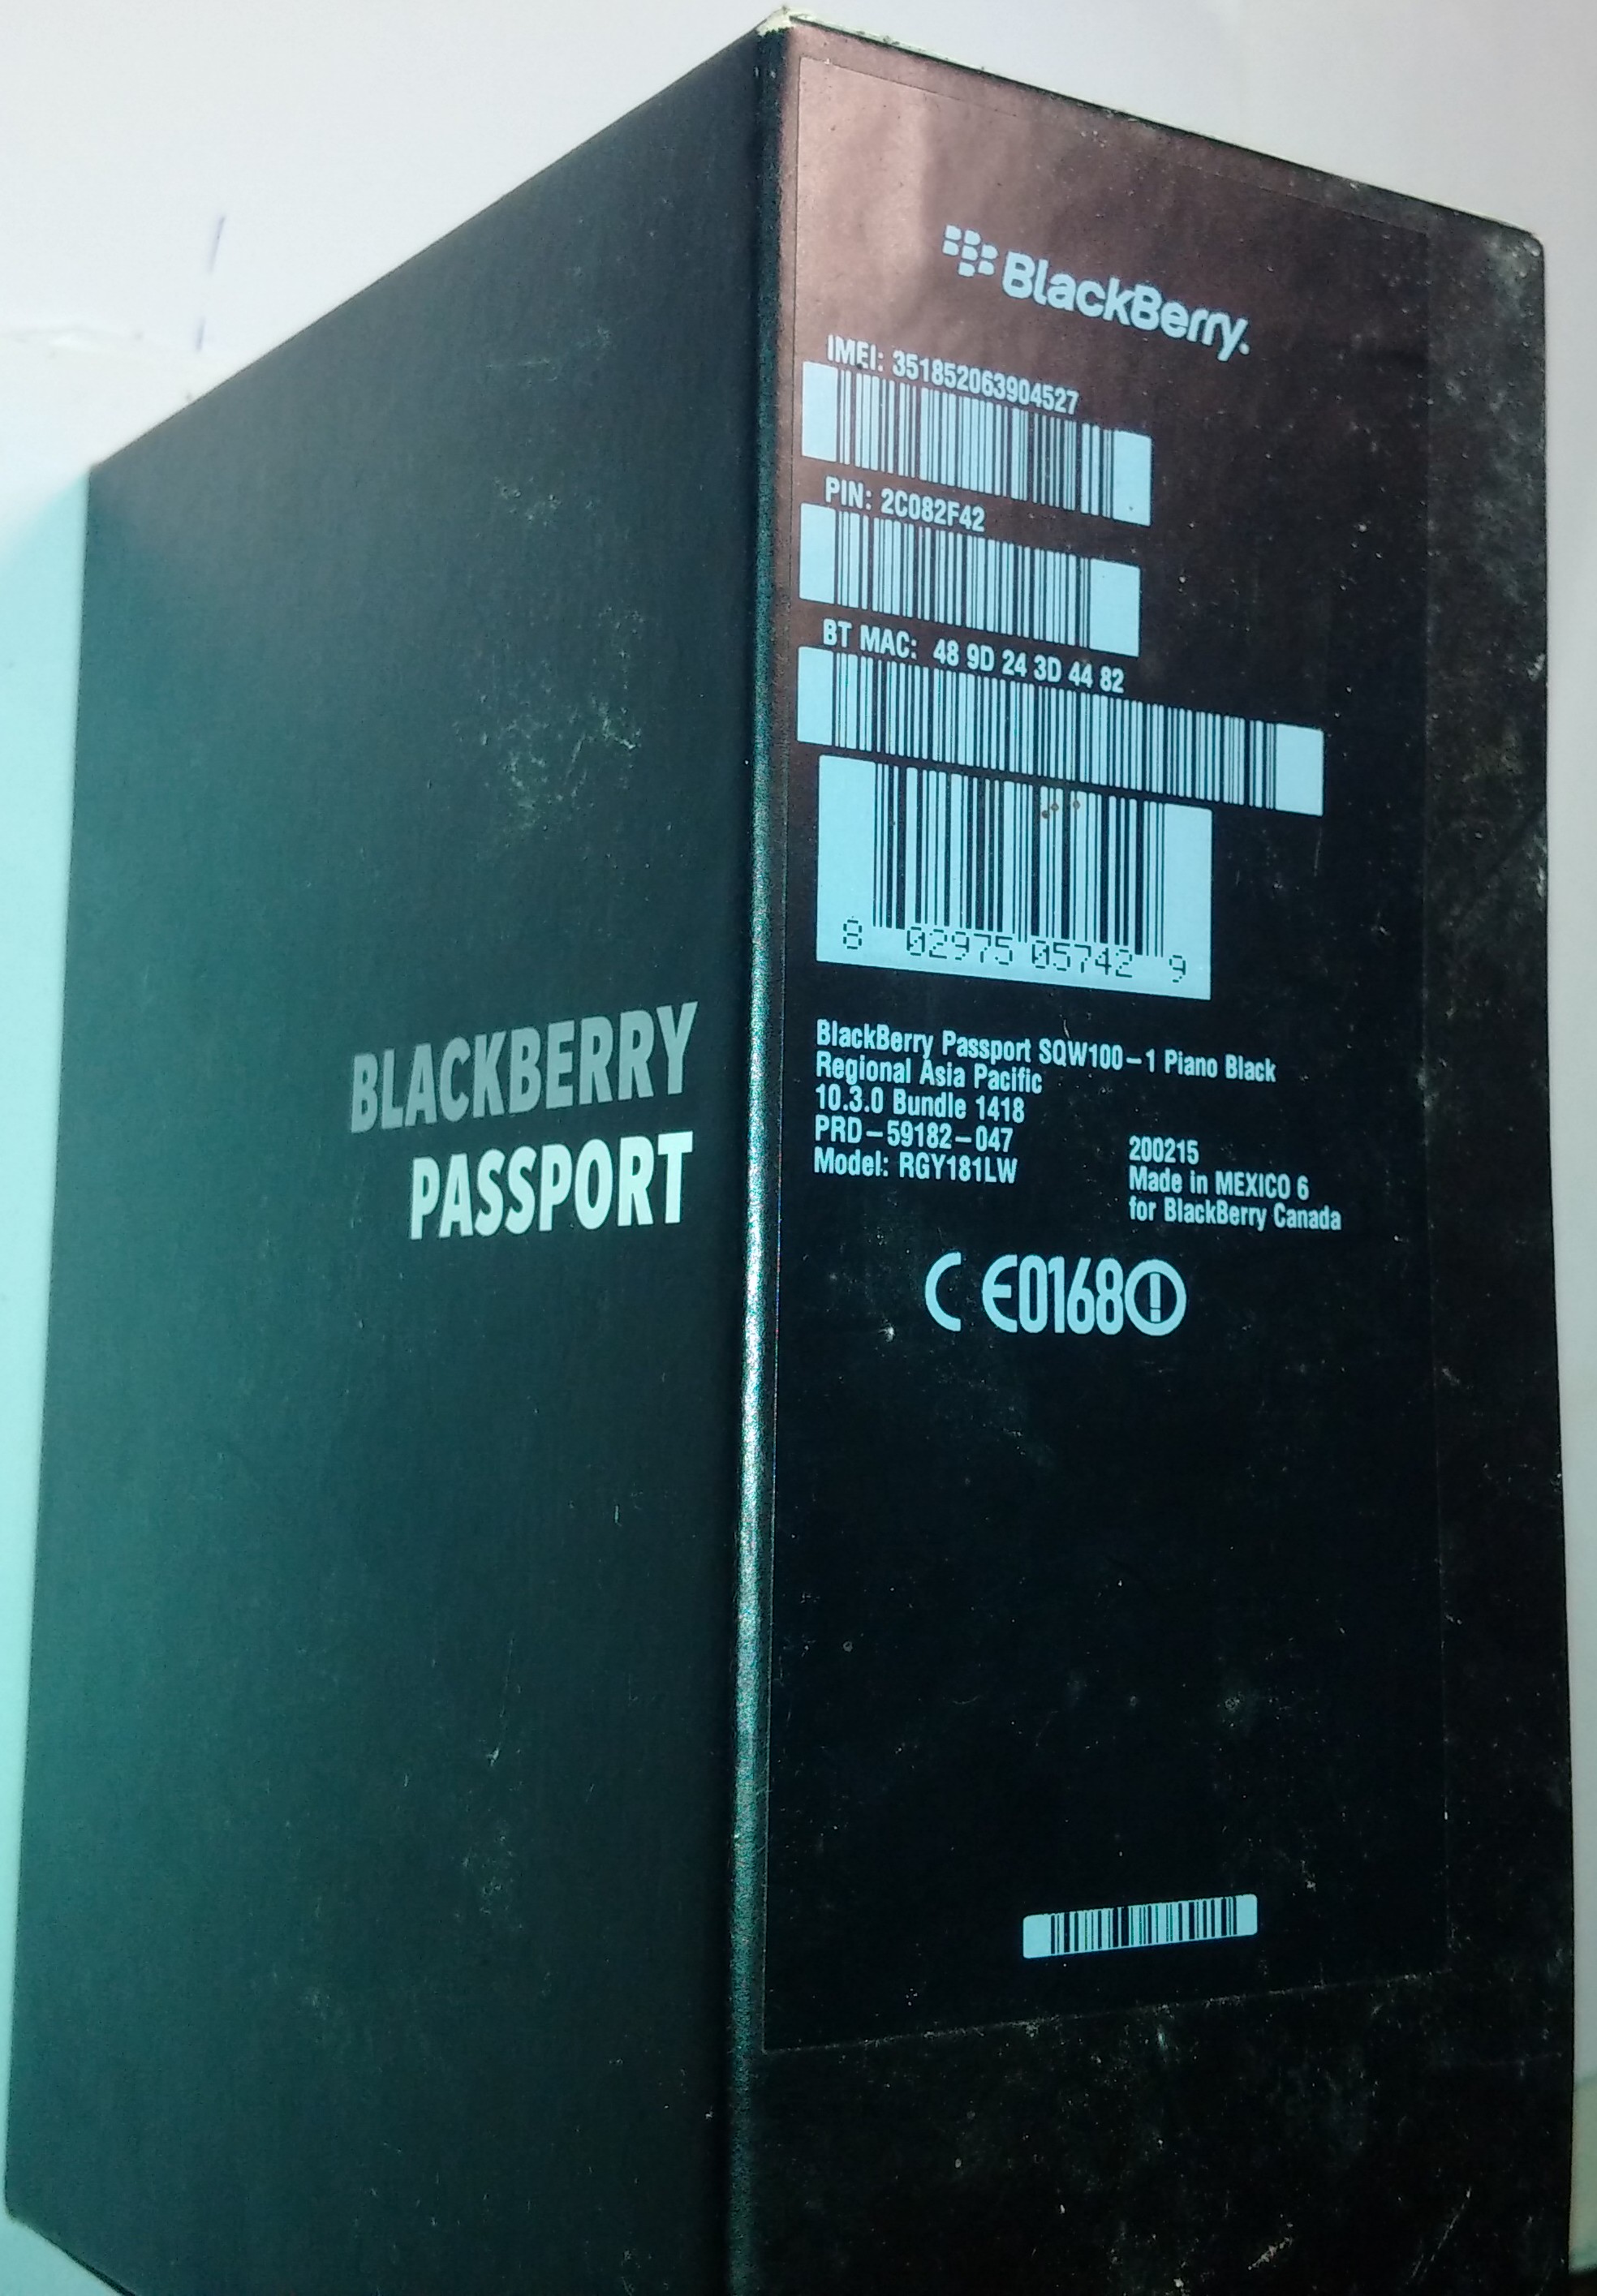 BLACKBERRY
PASSPORT
BlackBerry.
IMEI: 351852063904527
PIN: 2C082F42
BT MAC: 48 9D 24 3D 44 82
8 02975 05742 9
BlackBerry Passport SQW100-1 Piano Black
Regional Asia Pacific
10.3.0 Bundle 1418
PRD-59182-047
Model: RGY181LW
200215
Made in MEXICO 6
for BlackBerry Canada
CE0168